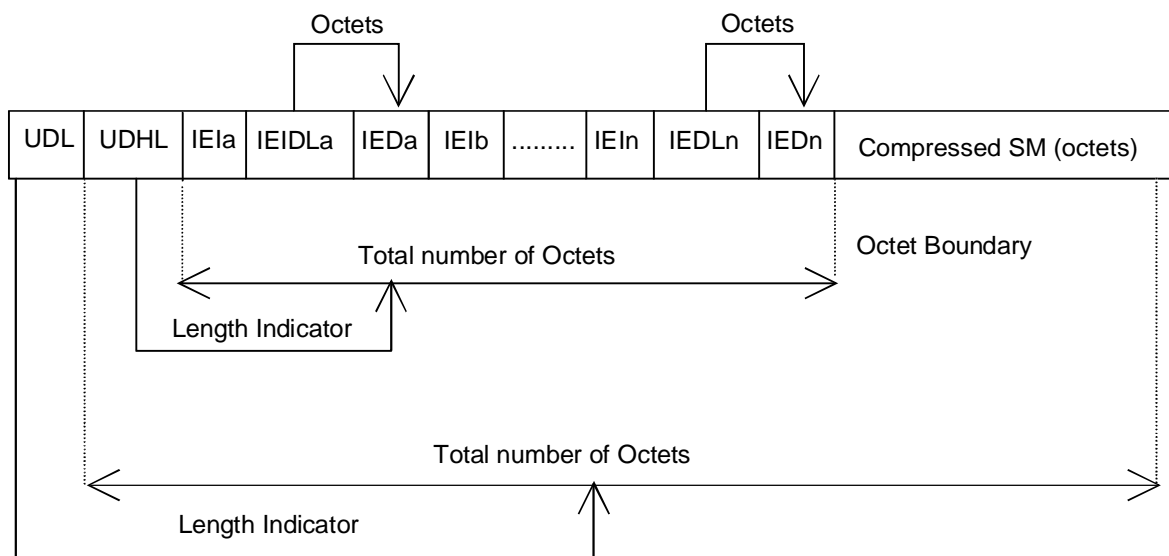 Octets Octets
UDL UDHL IEIa IEIDLa IEDa IEIb ......... IEIn IEDLn IEDn Compressed SM (octets)
Total number of Octets Octet Boundary
Length Indicator
Total number of Octets
Length Indicator